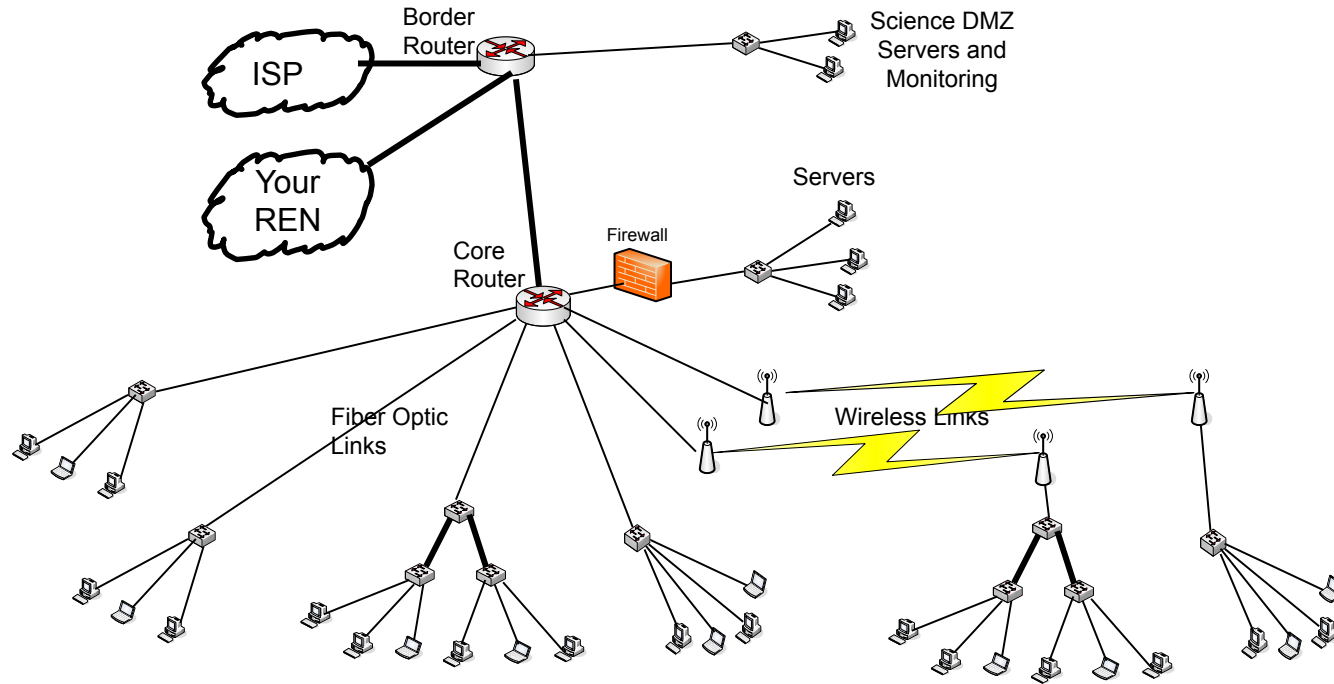 Border
Router
ISP
Science DMZ
Servers and
Monitoring
Your
REN
Servers
Firewall
Core
Router
Fiber Optic
Links
Wireless Links